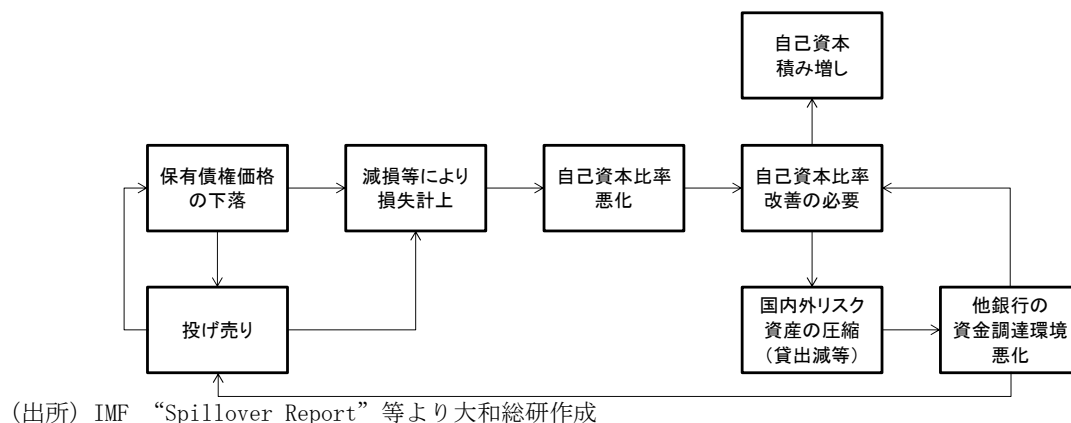 自己資本
積み増し
保有債権価格
の下落
減損等により
損失計上
自己資本比率
悪化
自己資本比率
改善の必要
投げ売り
国内外リスク
資産の圧縮
（貸出減等）
他銀行の
資金調達環境
悪化
（出所）IMF “Spillover Report”等より大和総研作成